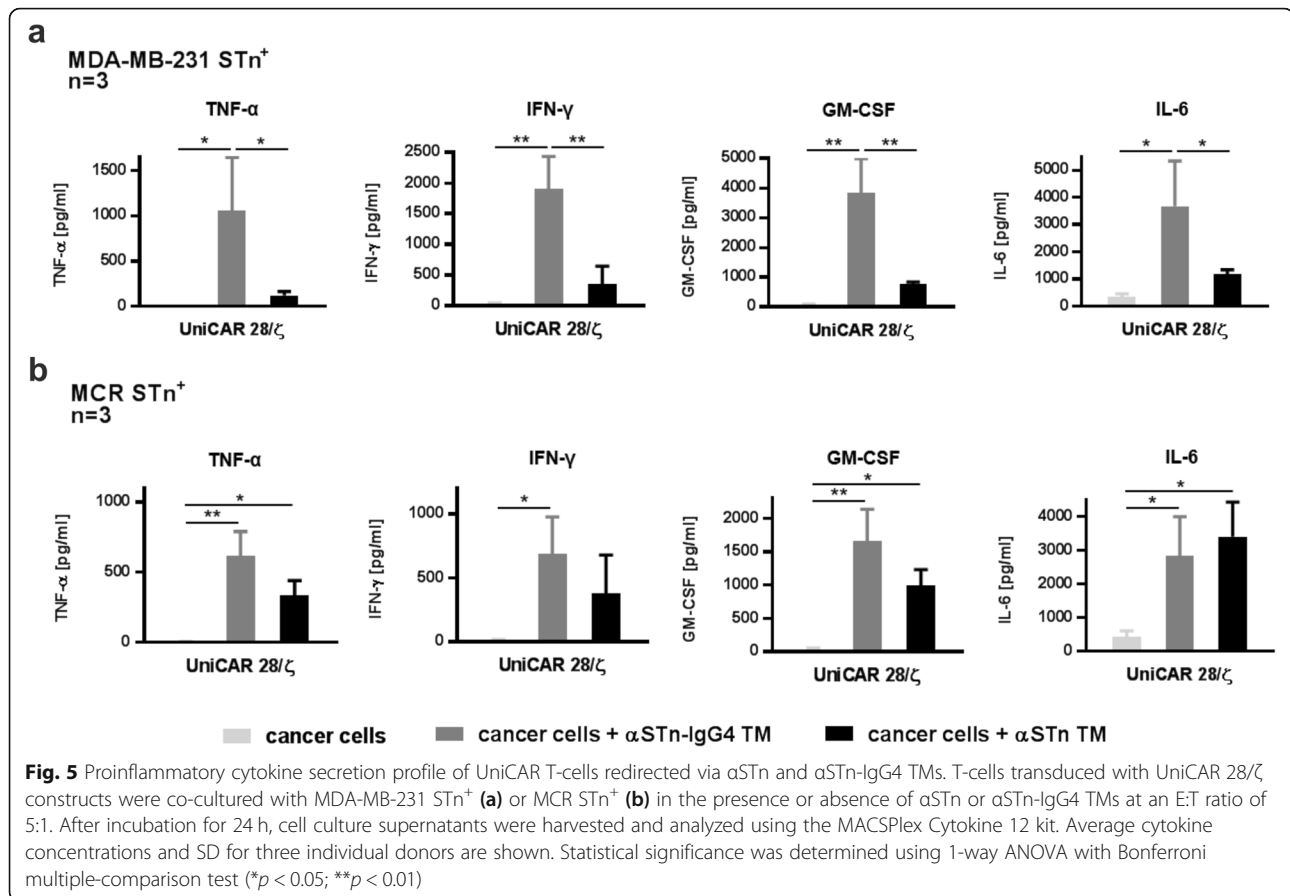 a
MDA-MB-231 STn⁺
n=3
TNF-α
IFN-γ
GM-CSF
IL-6
* *
** **
** **
* *
TNF-α [pg/ml]
1500
1000
500
0
UniCAR 28/ζ
IFN-γ [pg/ml]
2500
2000
1500
1000
500
0
UniCAR 28/ζ
GM-CSF [pg/ml]
5000
4000
3000
2000
1000
0
UniCAR 28/ζ
IL-6 [pg/ml]
5000
4000
3000
2000
1000
0
UniCAR 28/ζ
b
MCR STn⁺
n=3
TNF-α
IFN-γ
GM-CSF
IL-6
*
**
*
*
**
*
*
TNF-α [pg/ml]
1000
500
0
UniCAR 28/ζ
IFN-γ [pg/ml]
1000
500
0
UniCAR 28/ζ
GM-CSF [pg/ml]
2000
1500
1000
500
0
UniCAR 28/ζ
IL-6 [pg/ml]
4000
3000
2000
1000
0
UniCAR 28/ζ
cancer cells cancer cells + αSTn-IgG4 TM cancer cells + αSTn TM
Fig. 5 Proinflammatory cytokine secretion profile of UniCAR T-cells redirected via αSTn and αSTn-IgG4 TMs. T-cells transduced with UniCAR 28/ζ
constructs were co-cultured with MDA-MB-231 STn⁺ (a) or MCR STn⁺ (b) in the presence or absence of αSTn or αSTn-IgG4 TMs at an E:T ratio of
5:1. After incubation for 24 h, cell culture supernatants were harvested and analyzed using the MACSPlex Cytokine 12 kit. Average cytokine
concentrations and SD for three individual donors are shown. Statistical significance was determined using 1-way ANOVA with Bonferroni
multiple-comparison test (*p < 0.05; **p < 0.01)